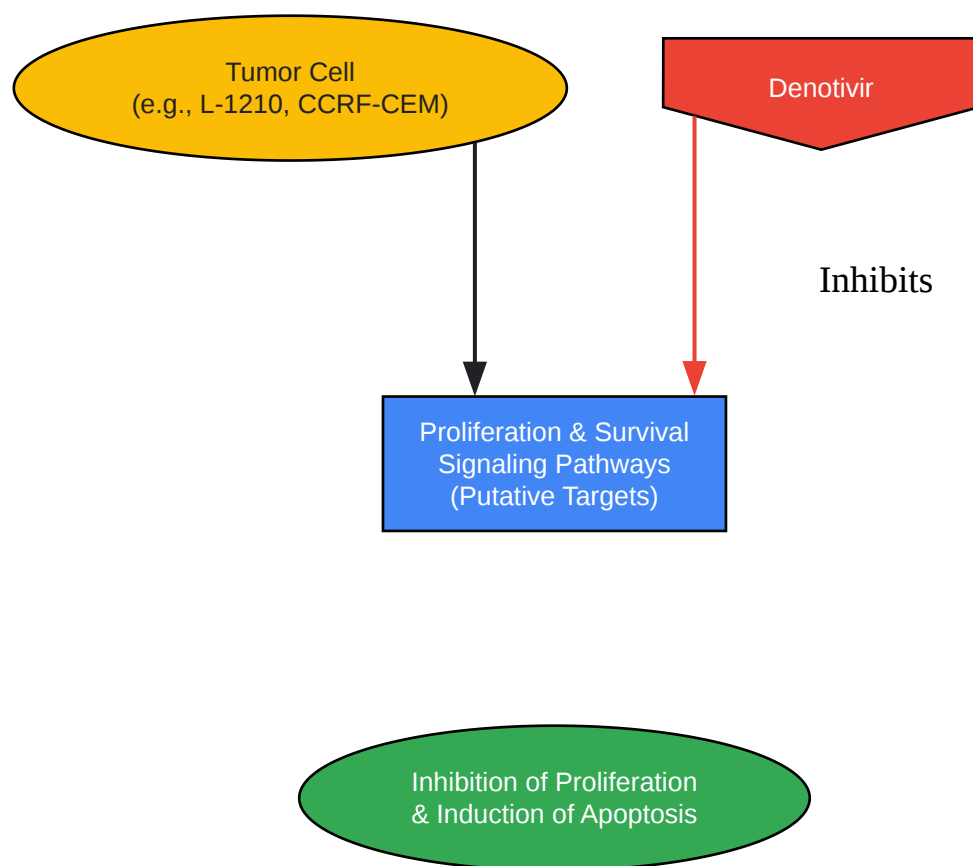 Tumor Cell
(e.g., L-1210, CCRF-CEM)
Denotivir
Inhibits
Proliferation & Survival
Signaling Pathways
(Putative Targets)
Inhibition of Proliferation
& Induction of Apoptosis